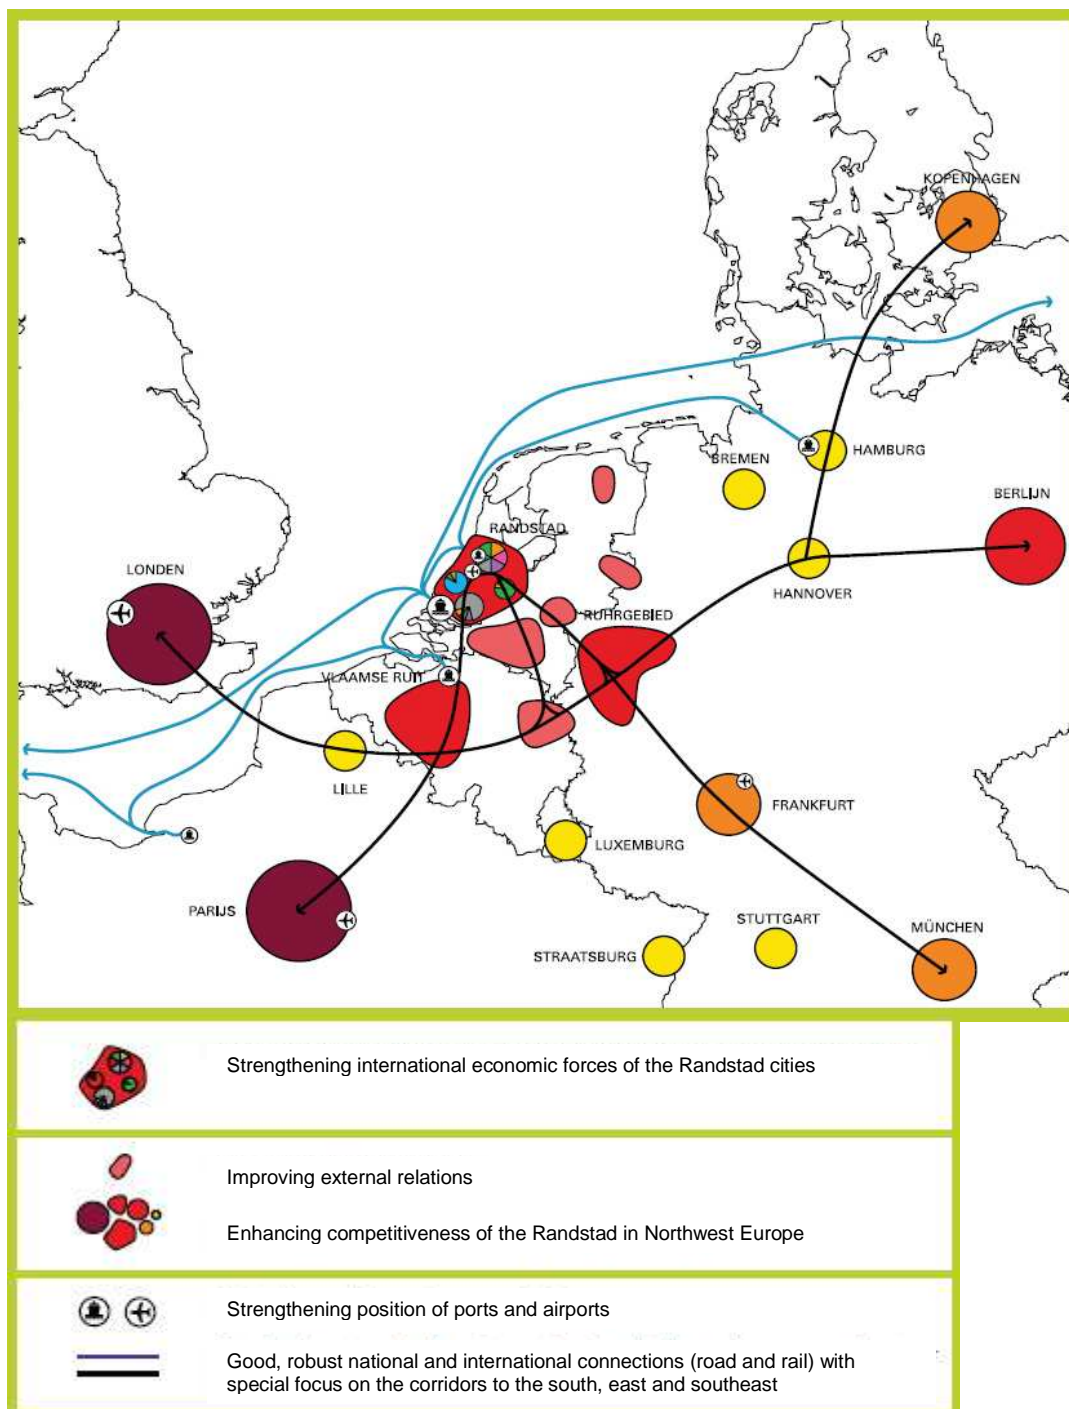 KOPENHAGEN
HAMBURG
BREMEN
BERLIJN
RANDSTAD
LONDEN
HANNOVER
RUHRGEBIED
VLAAMSE RUIT
LILLE
FRANKFURT
LUXEMBURG
PARIJS
STUTTGART
MÜNCHEN
STRAATSBURG
Strengthening international economic forces of the Randstad cities
Improving external relations
Enhancing competitiveness of the Randstad in Northwest Europe
Strengthening position of ports and airports
Good, robust national and international connections (road and rail) with
special focus on the corridors to the south, east and southeast